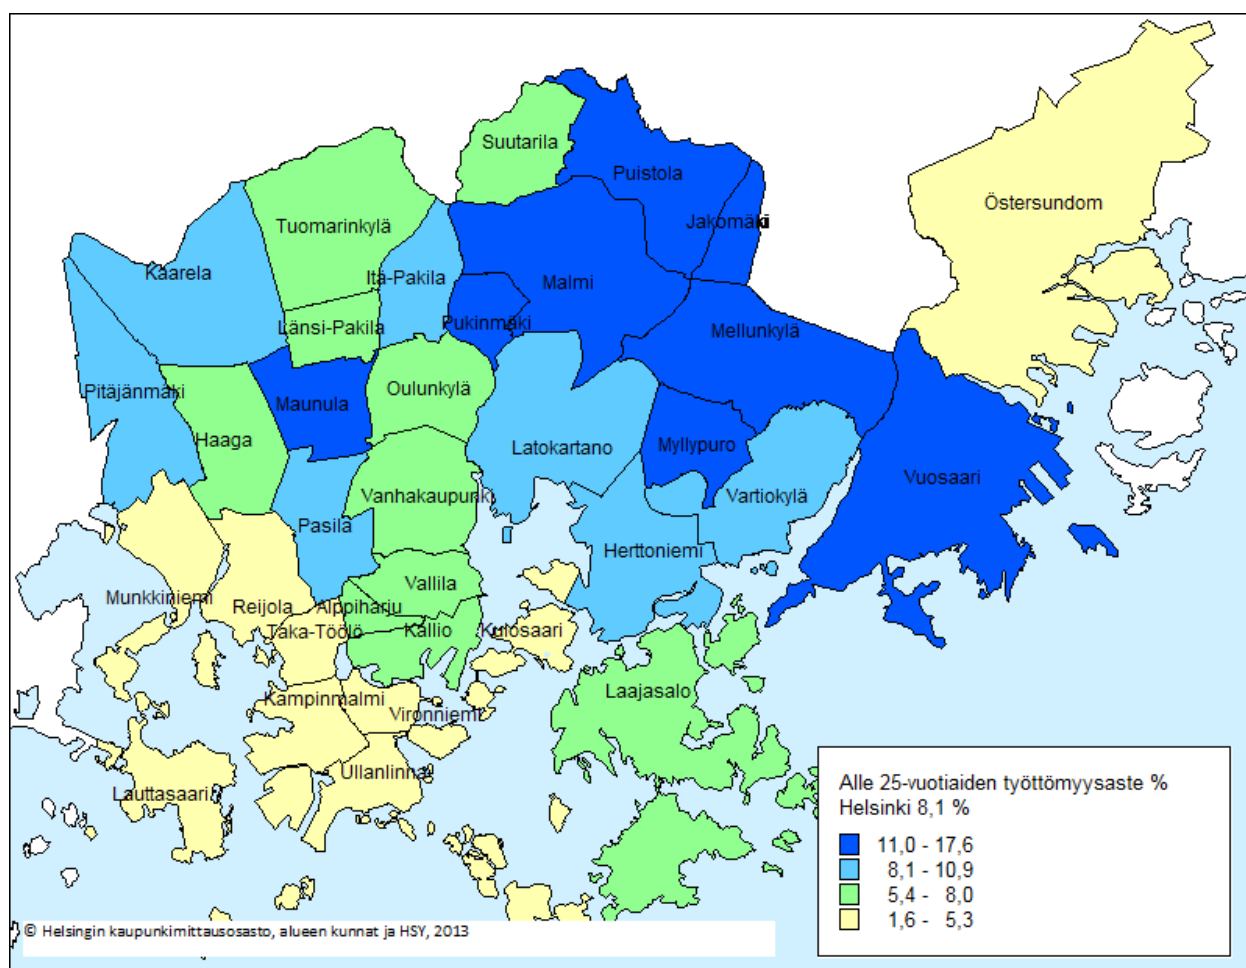 Suutarila
Puistola
Östersundom
Jakomäki
Tuomarinkylä
Kaarela
Itä-Pakila
Malmi
Länsi-Pakila
Pukinmäki
Mellunkylä
Pitäjänmäki
Maunula
Oulunkylä
Haaga
Latokartano
Myllypuro
Vuosaari
Vanhakaupunki
Vartiokylä
Pasila
Herttoniemi
Vallila
Munkkiniemi
Reijola
Alppiharju
Taka-Töölö
Kallio
Kulosaari
Laajasalo
Kampinmalmi
Vironniemi
Ullanlinna
Lauttasaari
Alle 25-vuotiaiden työttömyysaste %
Helsinki 8,1 %
11,0 - 17,6
8,1 - 10,9
5,4 - 8,0
1,6 - 5,3
© Helsingin kaupunkimittausosasto, alueen kunnat ja HSY, 2013